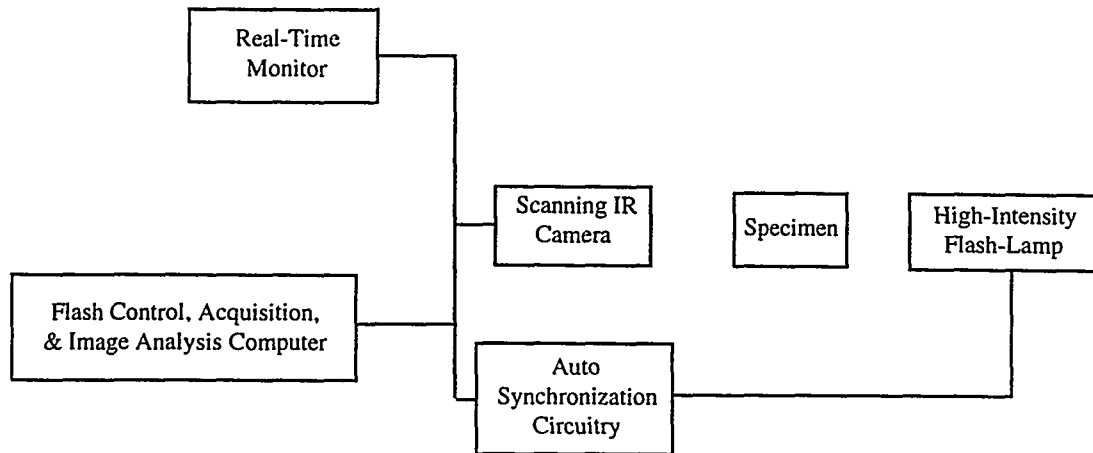 Real-Time
Monitor
Scanning IR
Camera
Specimen
High-Intensity
Flash-Lamp
Flash Control, Acquisition,
& Image Analysis Computer
Auto
Synchronization
Circuitry